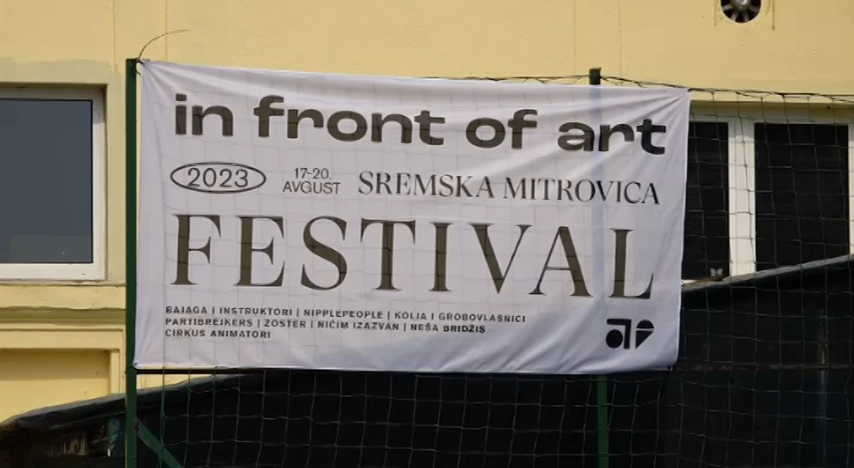 in front of art
2023 17-20. AVGUST SREMSKA MITROVICA
FESTIVAL
BAJAGA I INSTRUKTORI | NIPPLEPEOPLE | KOLJA I GROBOVLASNICI
PARTIBREJKERS | ZOSTER | NIČIM IZAZVAN | NEŠA BRIDŽIS
CIRKUS ANIMATORI